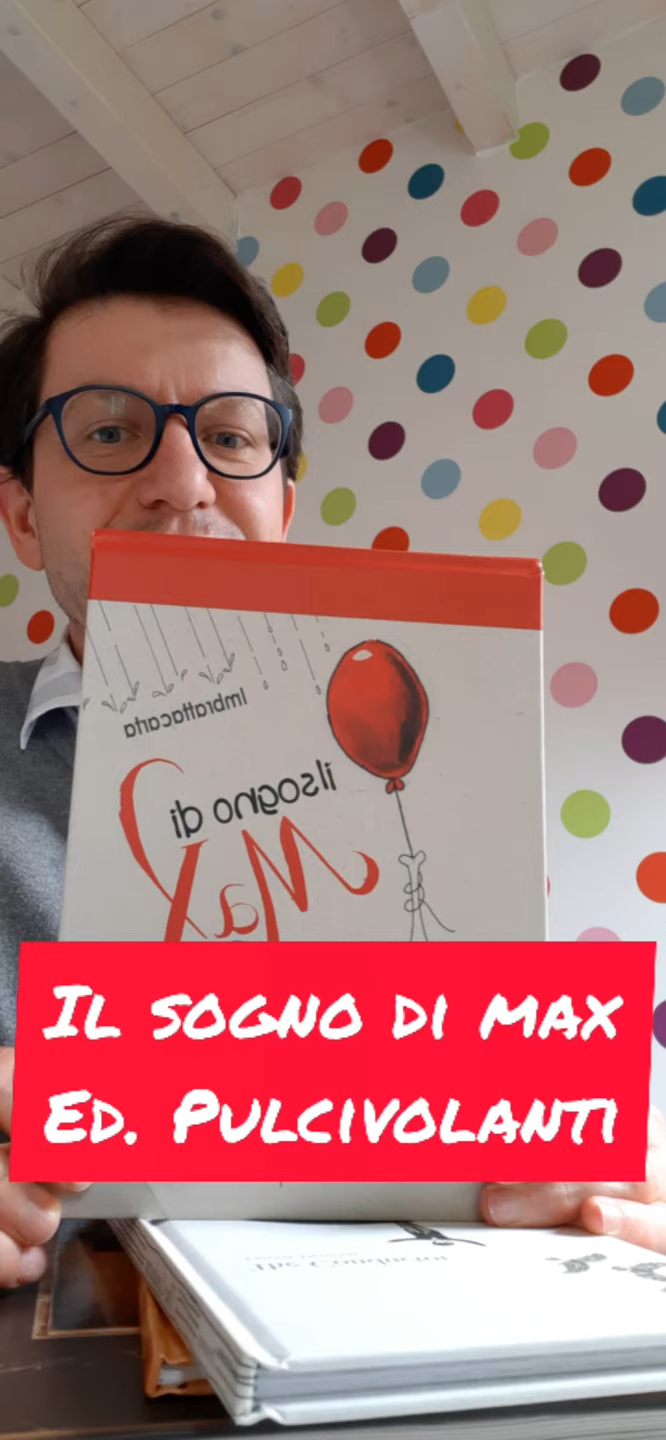 Imbrattacarta
il sogno di
Max
Il sogno di max
Ed. Pulcivolanti